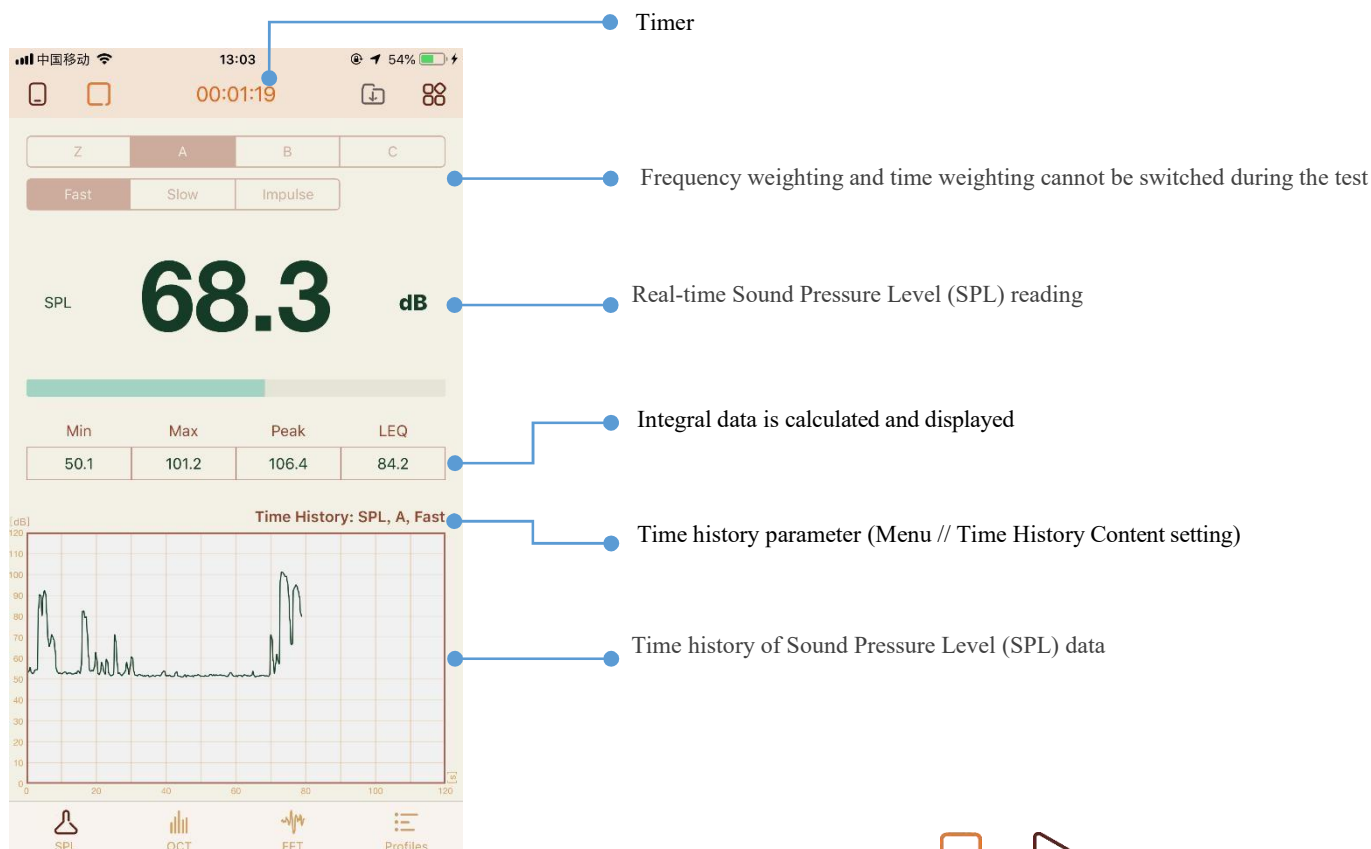 Timer
中国移动 13:03 54%
00:01:19
Z A B C
Frequency weighting and time weighting cannot be switched during the test
Fast Slow Impulse
Real-time Sound Pressure Level (SPL) reading
SPL 68.3 dB
Integral data is calculated and displayed
Min Max Peak LEQ
50.1 101.2 106.4 84.2
Time History: SPL, A, Fast
Time history parameter (Menu // Time History Content setting)
[dB]
120
110
100
90
80
70
60
50
40
30
20
10
0
Time history of Sound Pressure Level (SPL) data
[s]
0 20 40 60 80 100 120
SPL OCT FFT Profiles